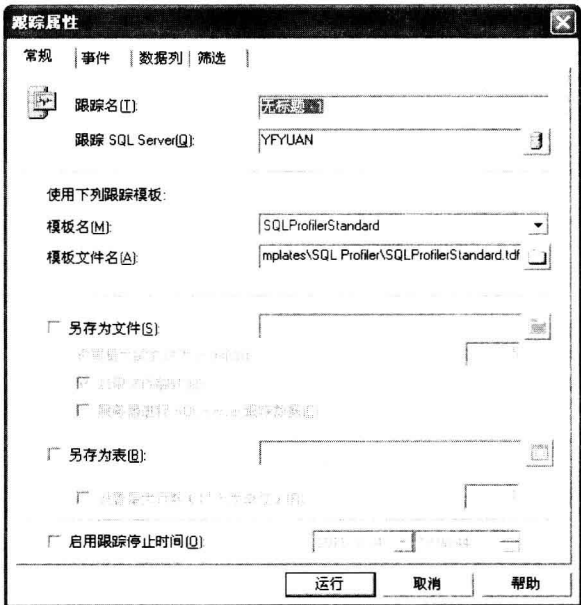 跟踪属性
常规 事件 数据列 筛选
跟踪名(T): 无标题 - 1
跟踪 SQL Server(Q): YFYUAN
使用下列跟踪模板:
模板名(M): SQLProfilerStandard
模板文件名(A): mplates\SQL Profiler\SQLProfilerStandard.tdf
另存为文件(S):
另存为表(B):
启用跟踪停止时间(O):
运行 取消 帮助